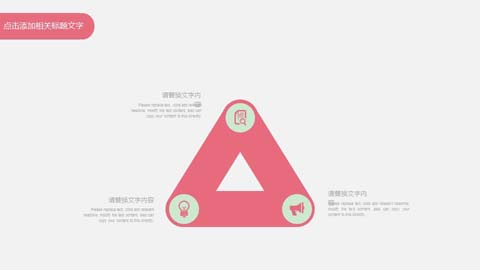 点击添加相关标题文字
请替换文字内
容
Please replace text, click add relevant
headline, modify the text content, also can
copy your content to this directly.
请替换文字内容
Please replace text, click add relevant
headline, modify the text content, also can
copy your content to this directly.
请替换文字内
容
Please replace text, click add relevant headline,
modify the text content, also can copy your
content to this directly.